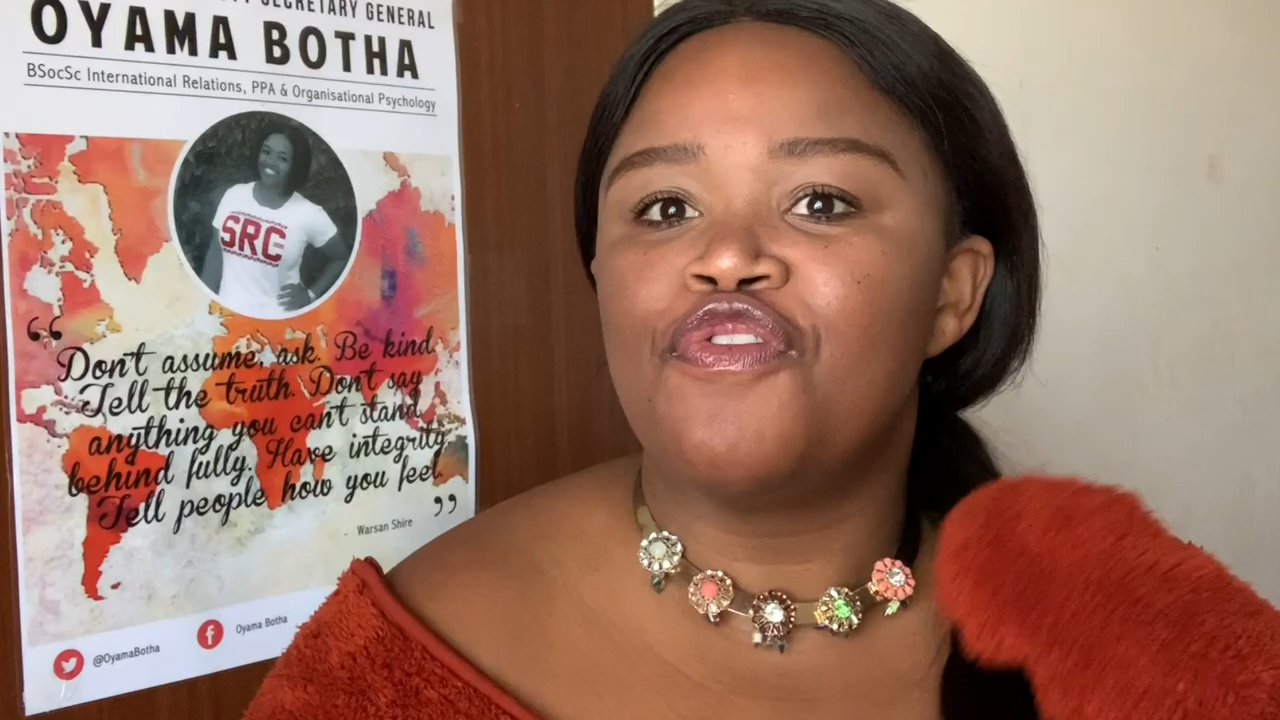 SECRETARY GENERAL
OYAMA BOTHA
BSocSc International Relations, PPA & Organisational Psychology
SRC
“
Don't assume, ask. Be kind.
Tell the truth. Don't say
anything you can't stand
behind fully. Have integrity.
Tell people how you feel.
”
Warsan Shire
@OyamaBotha
f Oyama Botha